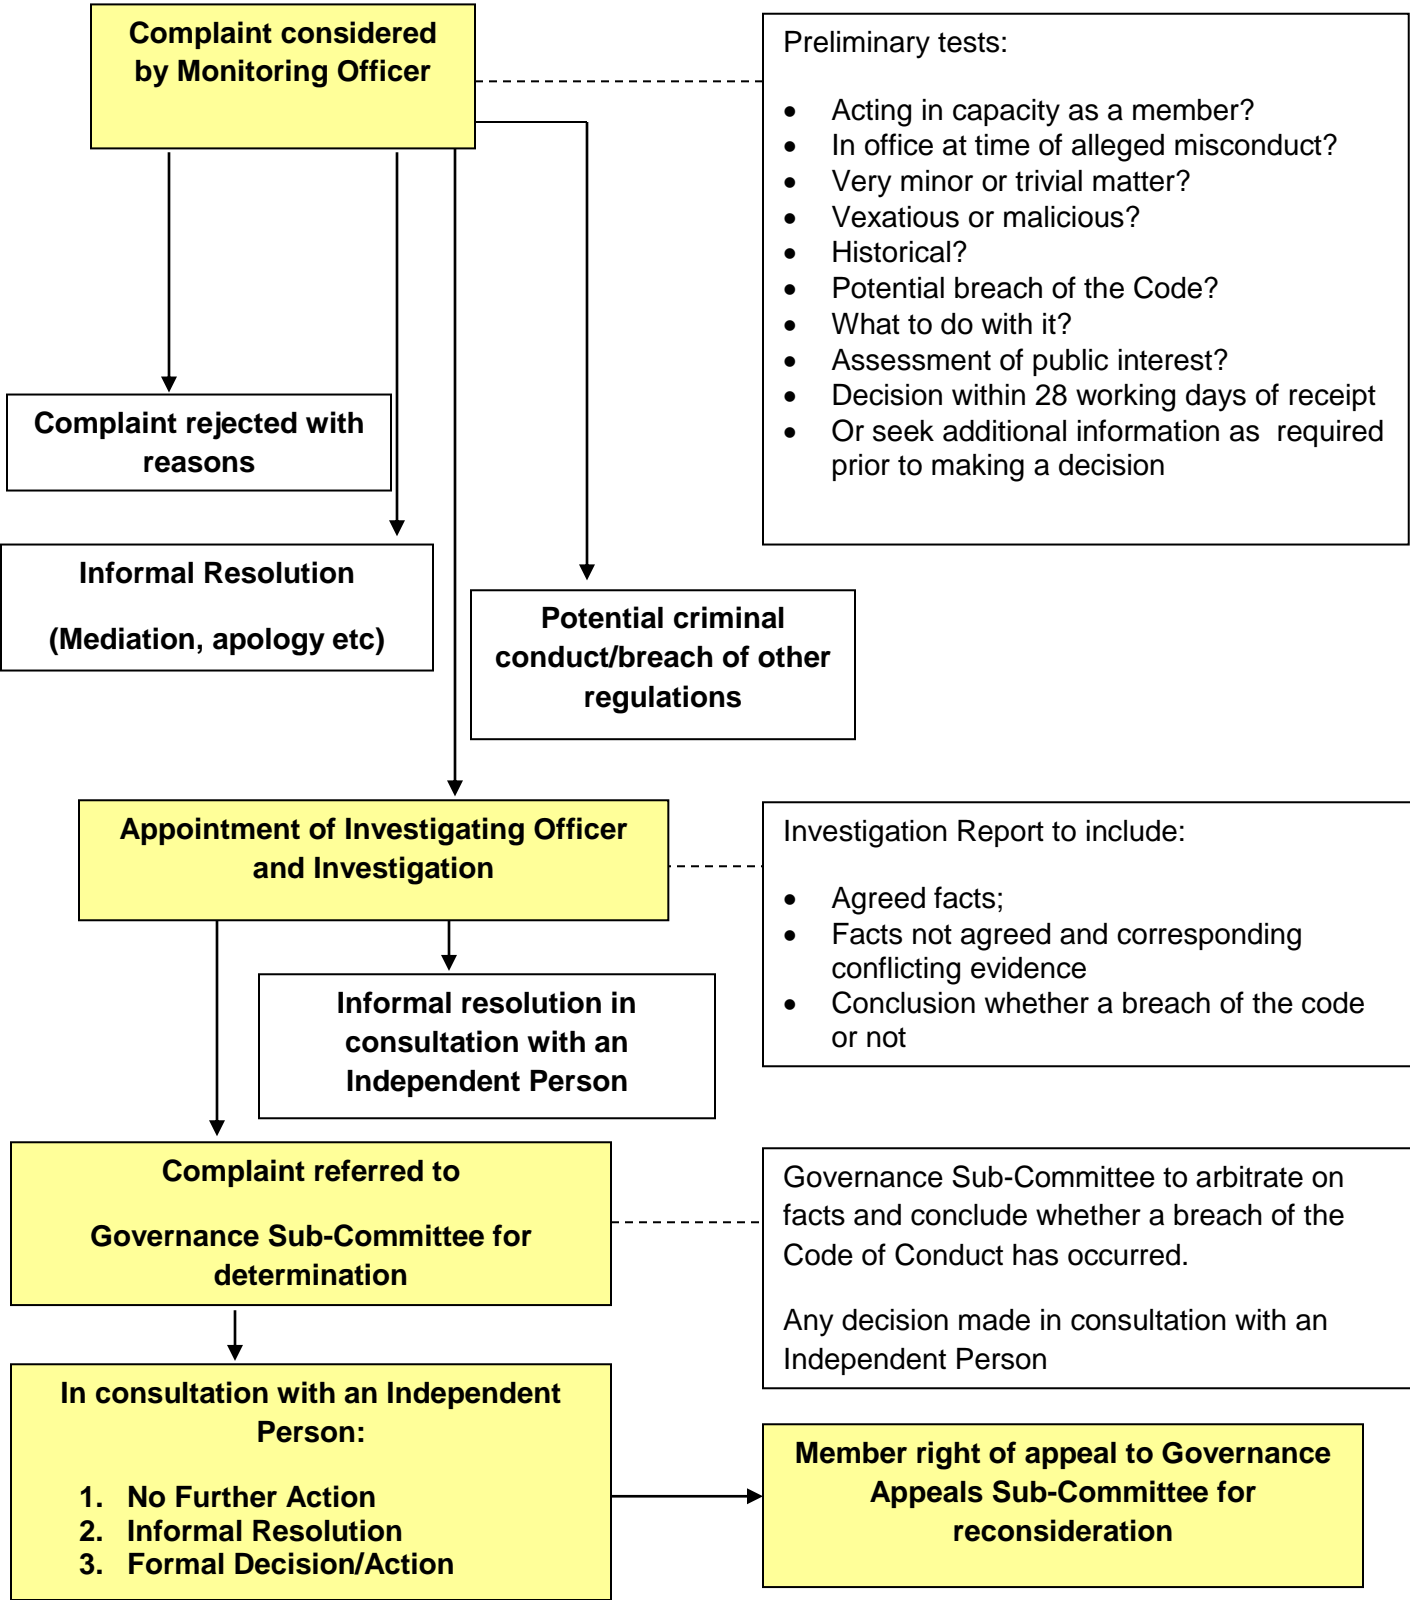 Complaint considered
by Monitoring Officer
Preliminary tests:
• Acting in capacity as a member?
• In office at time of alleged misconduct?
• Very minor or trivial matter?
• Vexatious or malicious?
• Historical?
• Potential breach of the Code?
• What to do with it?
• Assessment of public interest?
• Decision within 28 working days of receipt
• Or seek additional information as required
prior to making a decision
Complaint rejected with
reasons
Informal Resolution
(Mediation, apology etc)
Potential criminal
conduct/breach of other
regulations
Appointment of Investigating Officer
and Investigation
Investigation Report to include:
• Agreed facts;
• Facts not agreed and corresponding
conflicting evidence
• Conclusion whether a breach of the code
or not
Informal resolution in
consultation with an
Independent Person
Complaint referred to
Governance Sub-Committee for
determination
Governance Sub-Committee to arbitrate on
facts and conclude whether a breach of the
Code of Conduct has occurred.
Any decision made in consultation with an
Independent Person
In consultation with an Independent
Person:
1. No Further Action
2. Informal Resolution
3. Formal Decision/Action
Member right of appeal to Governance
Appeals Sub-Committee for
reconsideration